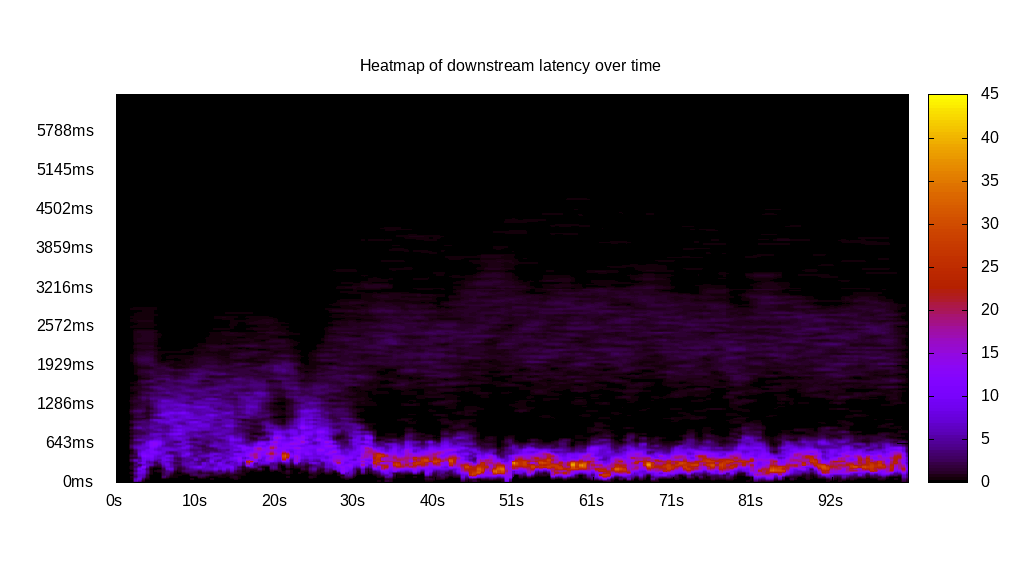 Heatmap of downstream latency over time
5788ms
5145ms
4502ms
3859ms
3216ms
2572ms
1929ms
1286ms
643ms
0ms
0s 10s 20s 30s 40s 51s 61s 71s 81s 92s
45
40
35
30
25
20
15
10
5
0